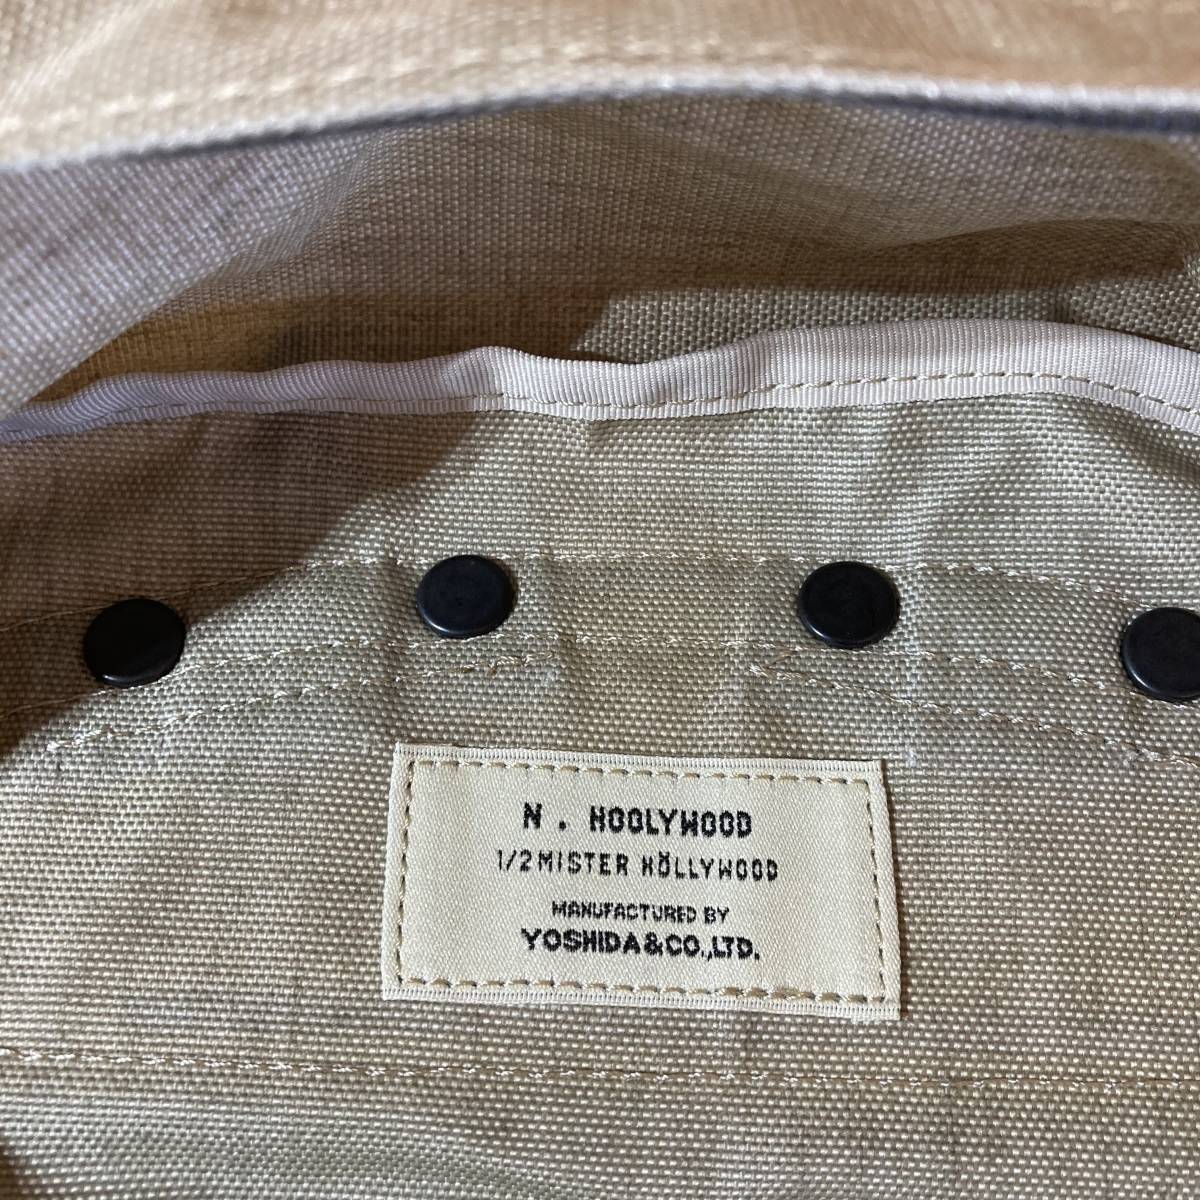 N. HOOLYWOOD
1/2 MISTER HÖLLYWOOD
MANUFACTURED BY
YOSHIDA&CO.,LTD.